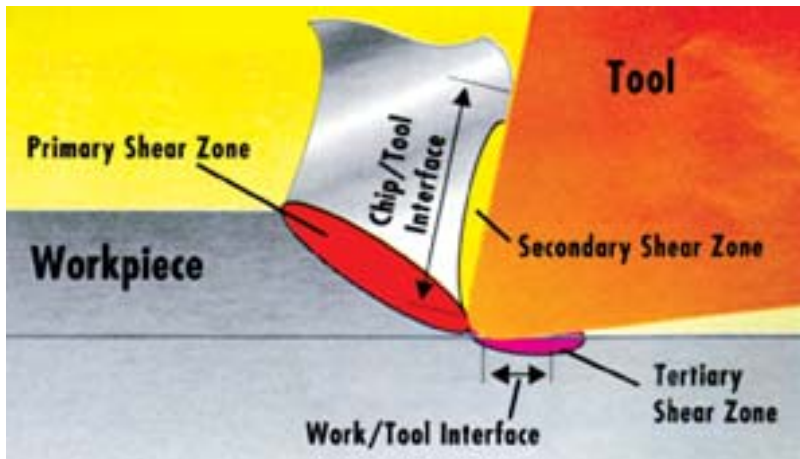 Tool
Primary Shear Zone
Chip/Tool
Interface
Workpiece
Secondary Shear Zone
Tertiary
Shear Zone
Work/Tool Interface